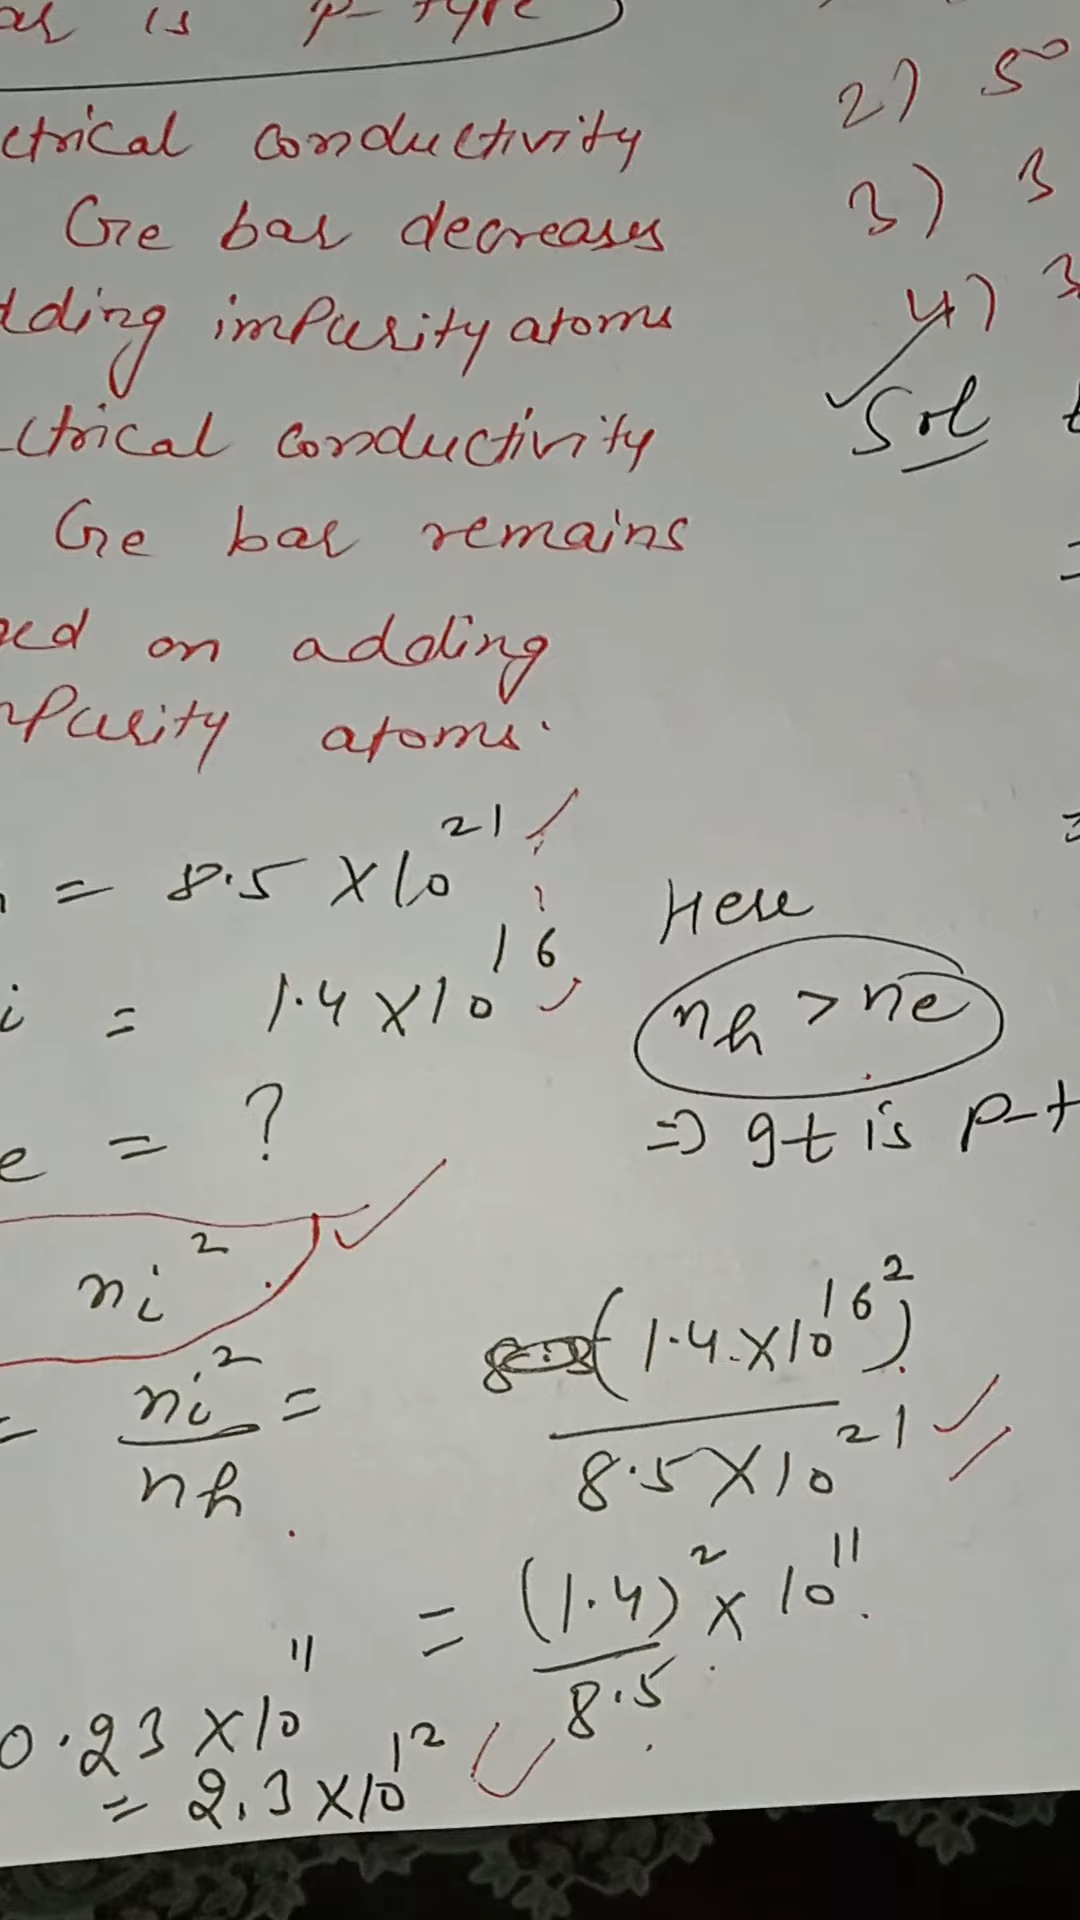 is p-type
ctrical conductivity
Ge bar decreases
dding impurity atoms
ctrical conductivity
Ge bar remains
on adding
Purity atoms.
= 8.5 × 10^21
i = 1.4 × 10^16
e = ?
ni^2
= ni^2 / nh = (1.4 × 10^16)^2 / 8.5 × 10^21
= (1.4)^2 / 8.5 × 10^11
0.23 × 10^11
= 2.3 × 10^12
Here
nh > ne
⇒ It is p-t
2) 5
3) 3
4) 3
Sol